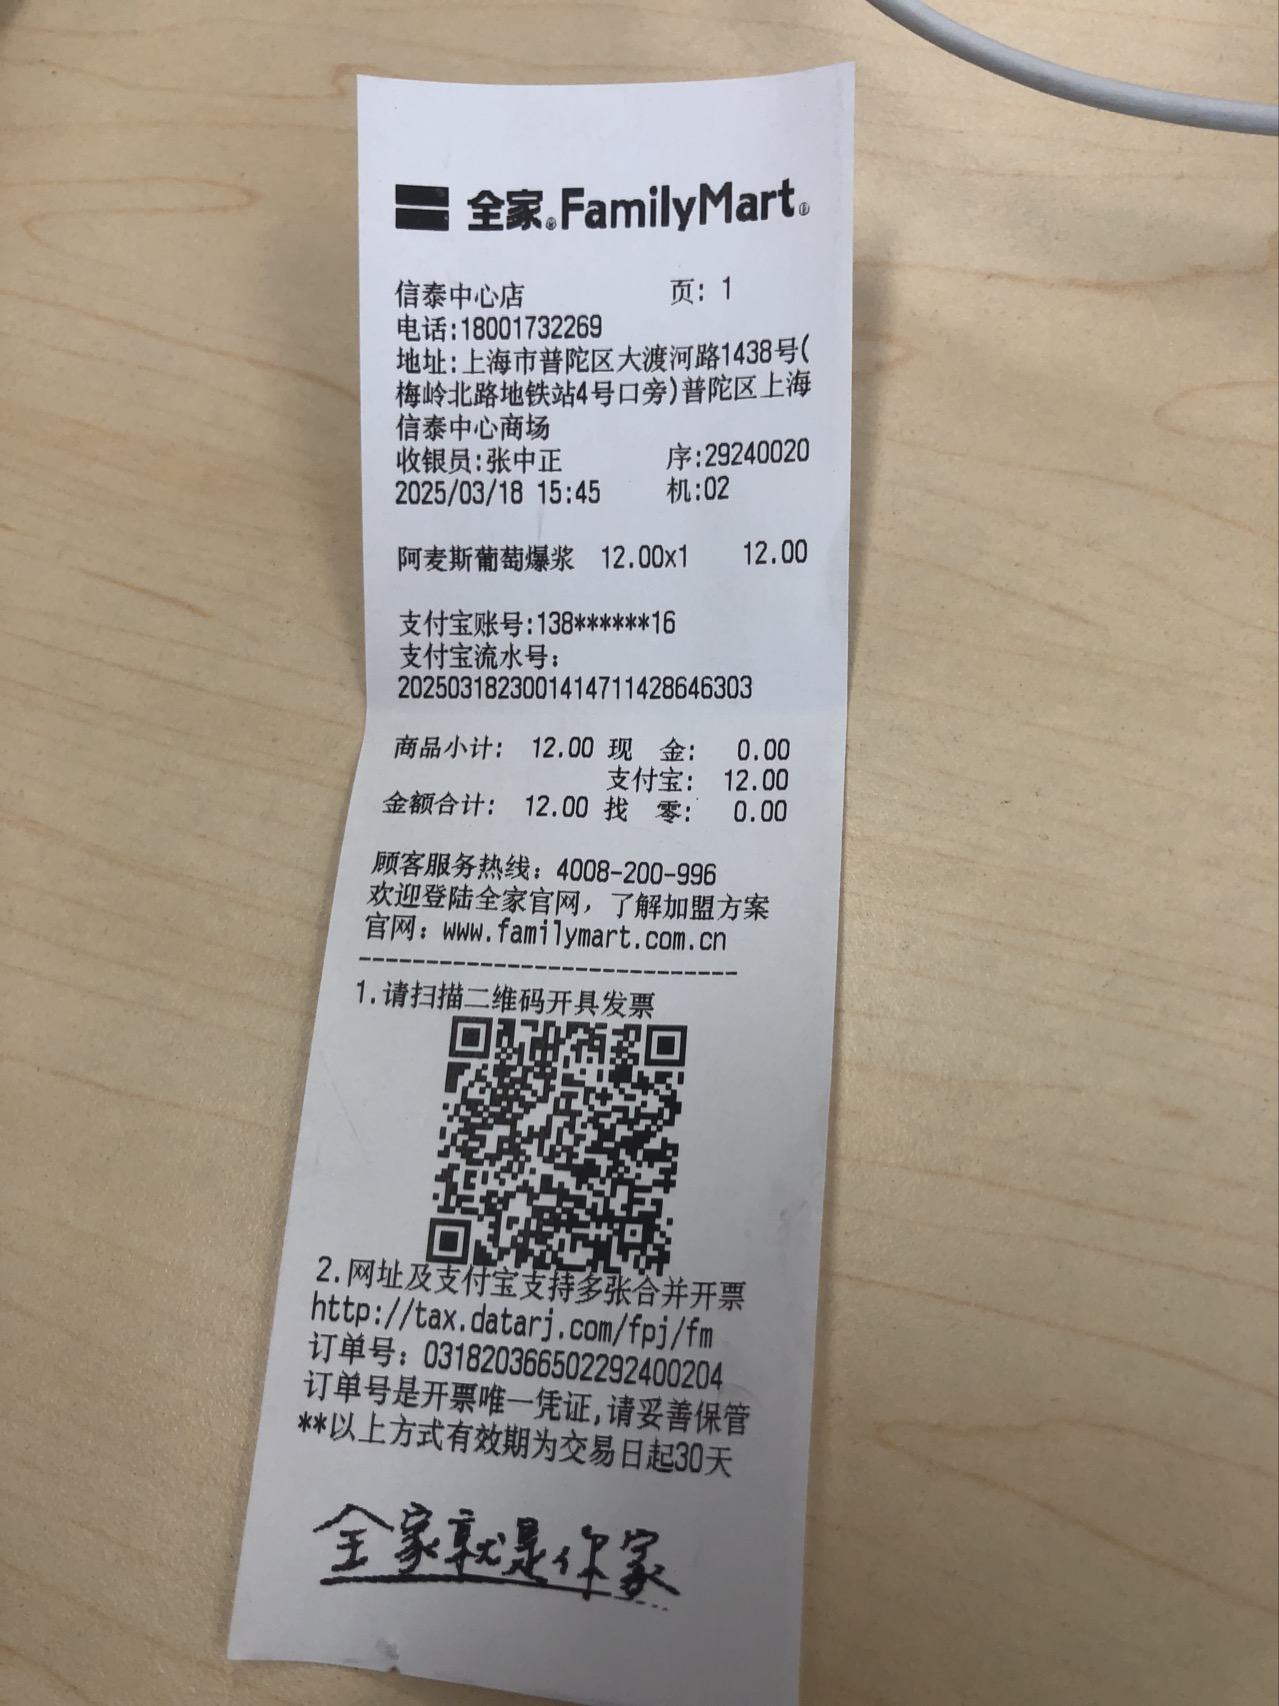 全家®FamilyMart®
信泰中心店 页: 1
电话:18001732269
地址:上海市普陀区大渡河路1438号(
梅岭北路地铁站4号口旁)普陀区上海
信泰中心商场
收银员:张中正 序:29240020
2025/03/18 15:45 机:02
阿麦斯葡萄爆浆 12.00x1 12.00
支付宝账号:138******16
支付宝流水号:
2025031823001414711428646303
商品小计: 12.00 现 金: 0.00
支付宝: 12.00
金额合计: 12.00 找 零: 0.00
顾客服务热线: 4008-200-996
欢迎登陆全家官网, 了解加盟方案
官网: www.familymart.com.cn
----------------------------
1.请扫描二维码开具发票
2.网址及支付宝支持多张合并开票
http://tax.datarj.com/fpj/fm
订单号: 0318203665022924002​04
订单号是开票唯一凭证,请妥善保管
**以上方式有效期为交易日起30天
全家就是你家